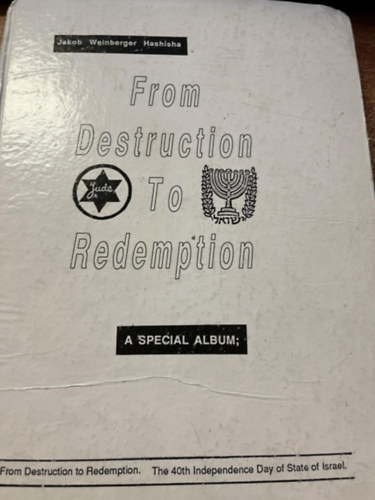 Jakob Weinberger Hashisha
From
Destruction
Jude
To
ישראל
Redemption
A SPECIAL ALBUM;
From Destruction to Redemption. The 40th Independence Day of State of Israel.